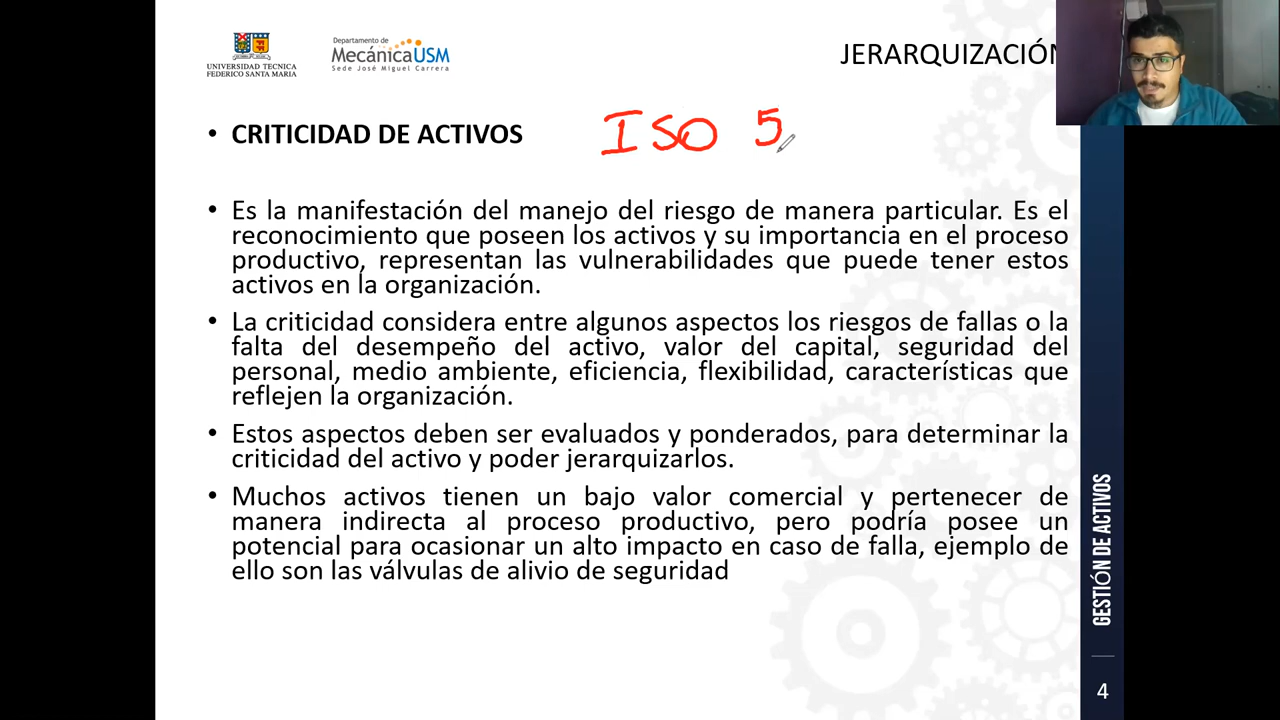 UNIVERSIDAD TECNICA
FEDERICO SANTA MARIA
Departamento de
MecánicaUSM
Sede José Miguel Carrera
JERARQUIZACIÓN
• CRITICIDAD DE ACTIVOS
ISO 5
• Es la manifestación del manejo del riesgo de manera particular. Es el
reconocimiento que poseen los activos y su importancia en el proceso
productivo, representan las vulnerabilidades que puede tener estos
activos en la organización.
• La criticidad considera entre algunos aspectos los riesgos de fallas o la
falta del desempeño del activo, valor del capital, seguridad del
personal, medio ambiente, eficiencia, flexibilidad, características que
reflejen la organización.
• Estos aspectos deben ser evaluados y ponderados, para determinar la
criticidad del activo y poder jerarquizarlos.
• Muchos activos tienen un bajo valor comercial y pertenecer de
manera indirecta al proceso productivo, pero podría posee un
potencial para ocasionar un alto impacto en caso de falla, ejemplo de
ello son las válvulas de alivio de seguridad
GESTIÓN DE ACTIVOS
4